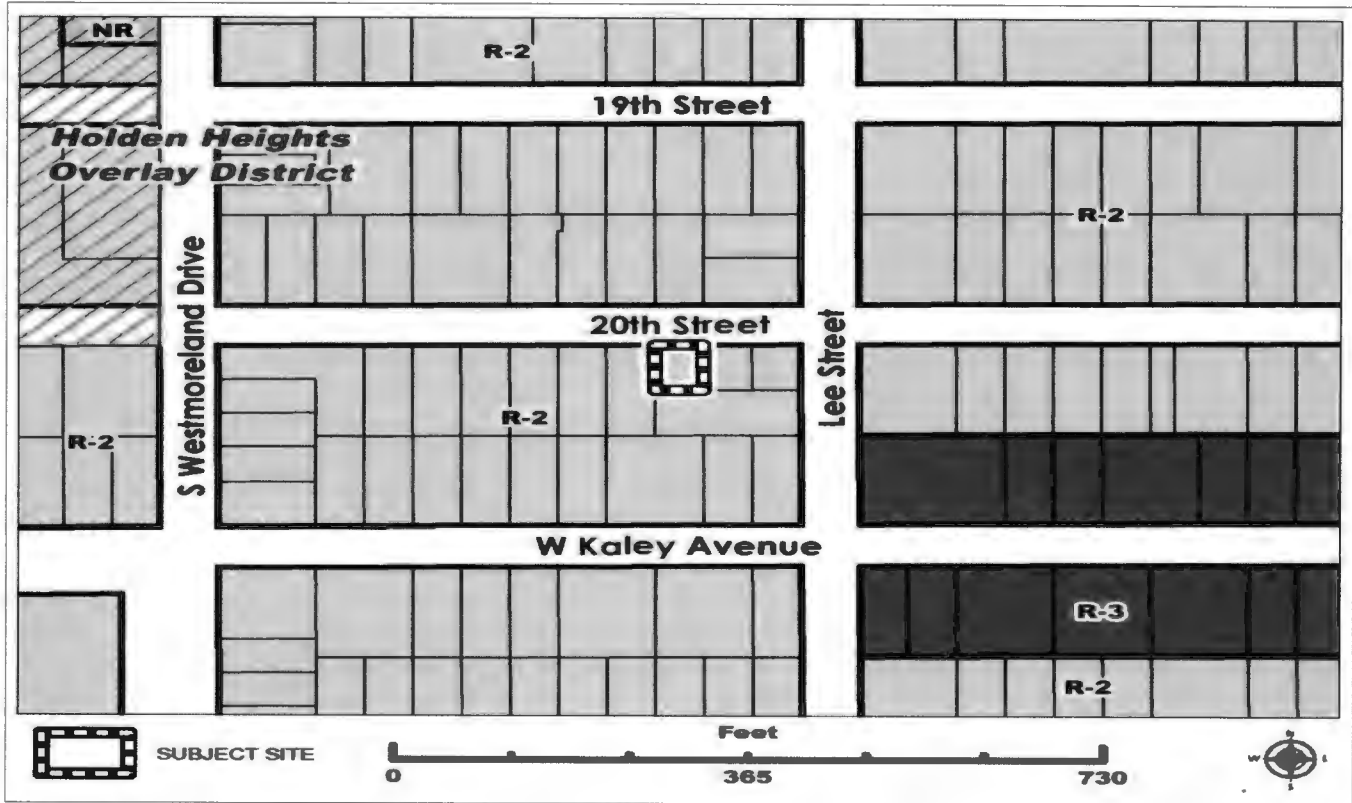 NR
R-2
19th Street
Holden Heights
Overlay District
R-2
S Westmoreland Drive
20th Street
Lee Street
R-2
R-2
W Kaley Avenue
R-3
R-2
SUBJECT SITE
Feet
0 365 730
N
W
S